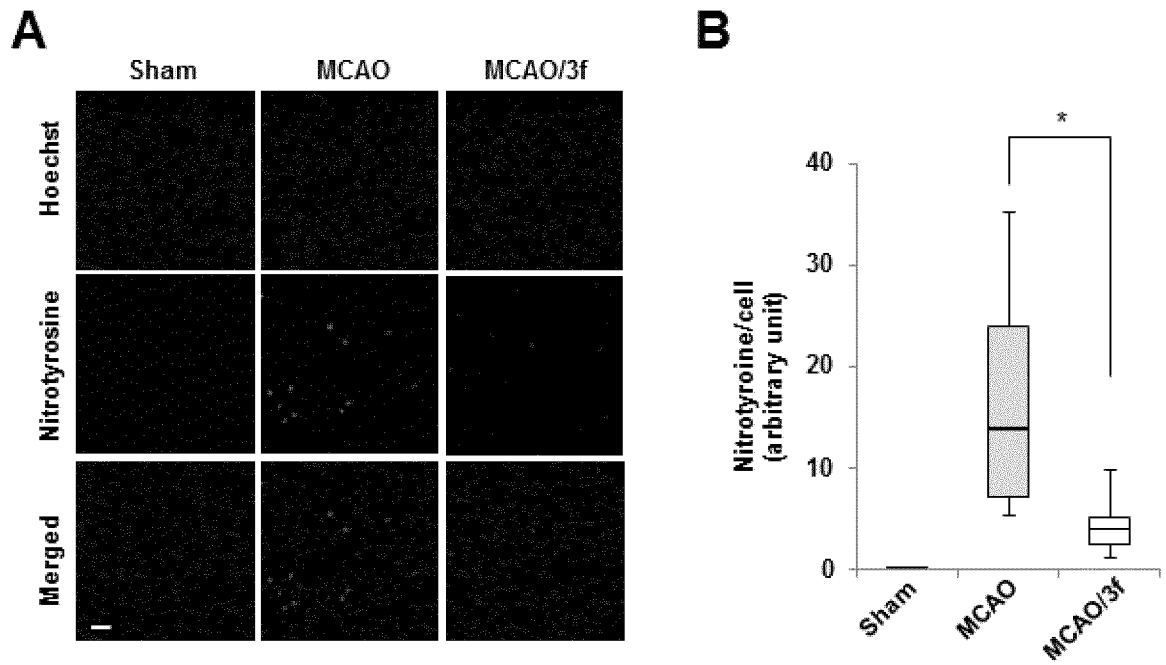 A
Sham MCAO MCAO/3f
Hoechst
Nitrotyrosine
Merged
B
*
Nitrotyroine/cell
(arbitrary unit)
40
30
20
10
0
Sham
MCAO
MCAO/3f